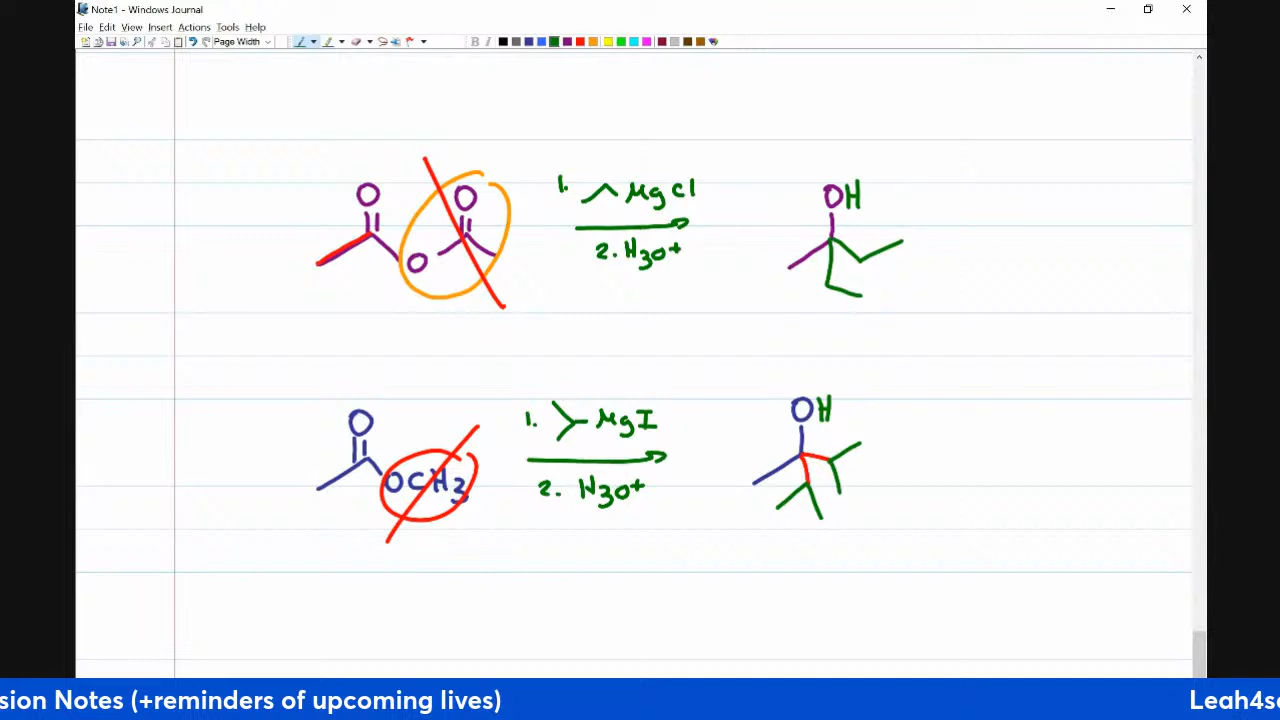 Note1 - Windows Journal
File Edit View Insert Actions Tools Help
Page Width
B I
O O 1. MgCl OH
O 2. H3O+
O 1. MgI OH
OCH3 2. H3O+
sion Notes (+reminders of upcoming lives) Leah4s